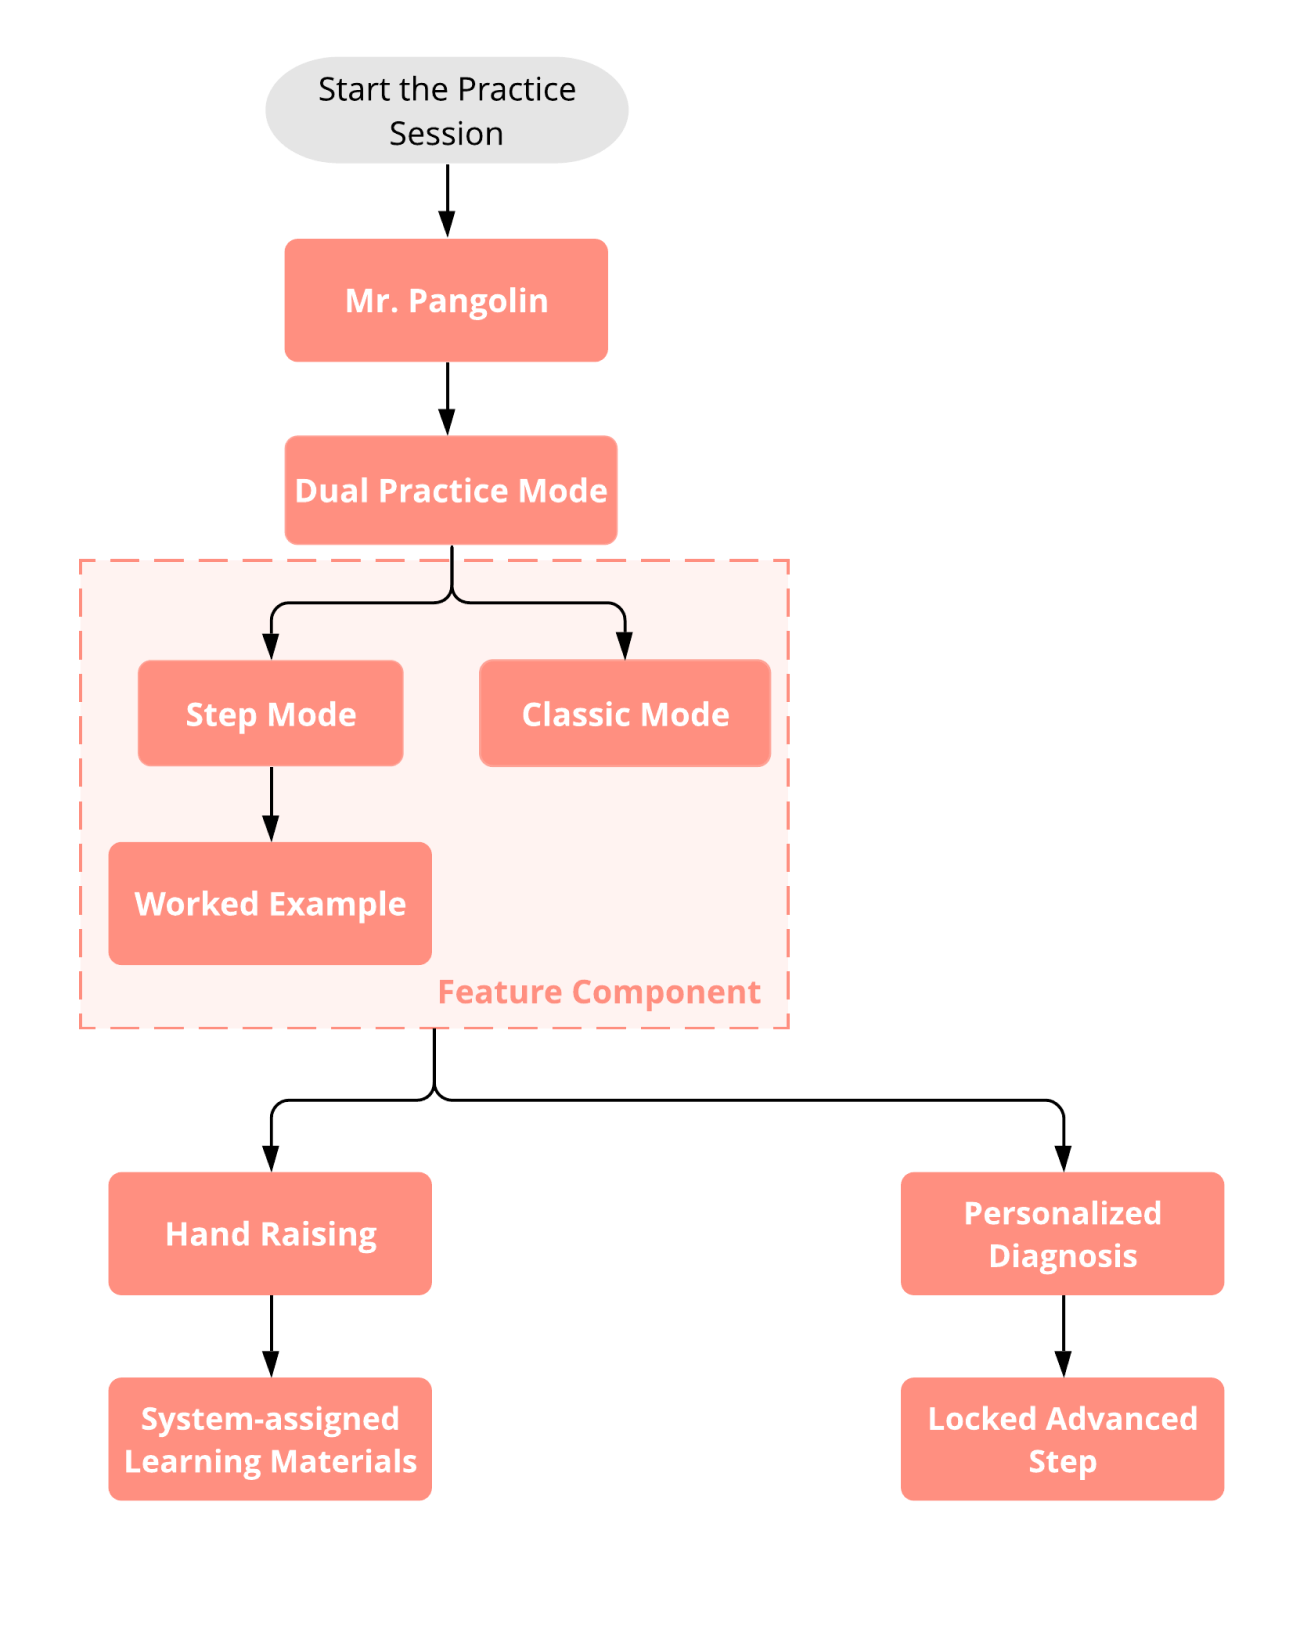 Start the Practice
Session
Mr. Pangolin
Dual Practice Mode
Step Mode
Classic Mode
Worked Example
Feature Component
Hand Raising
Personalized
Diagnosis
System-assigned
Learning Materials
Locked Advanced
Step